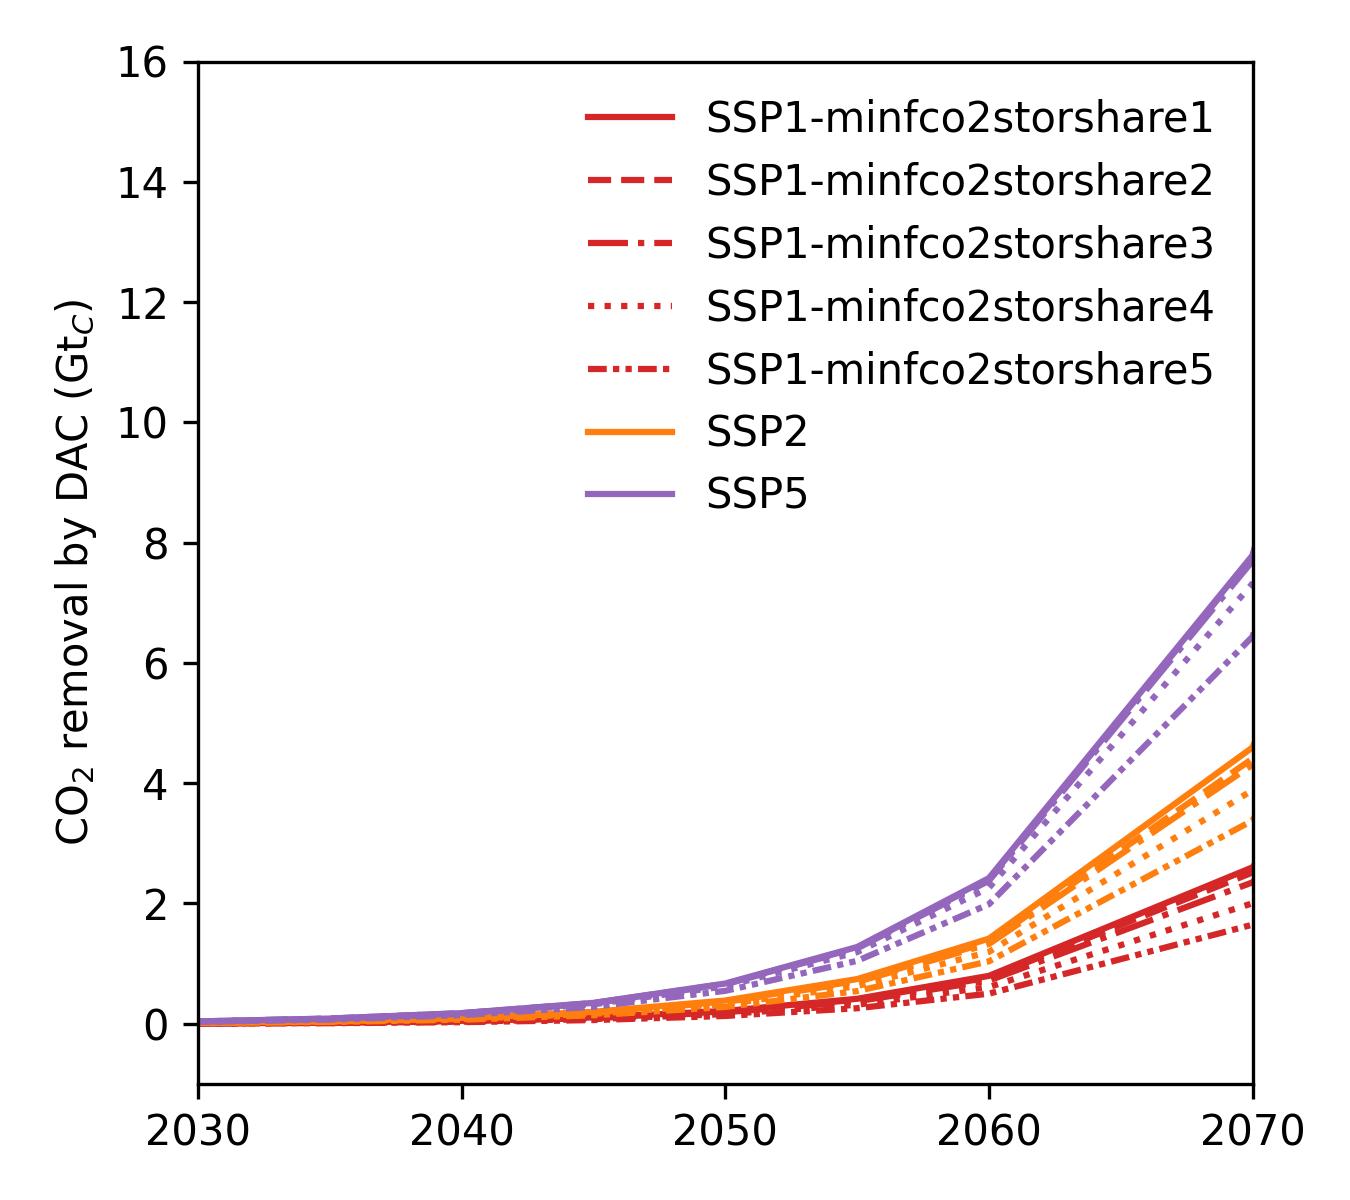 16
14
12
10
8
6
4
2
0
CO₂ removal by DAC (Gt_C)
SSP1-minfco2storshare1
SSP1-minfco2storshare2
SSP1-minfco2storshare3
SSP1-minfco2storshare4
SSP1-minfco2storshare5
SSP2
SSP5
2030 2040 2050 2060 2070